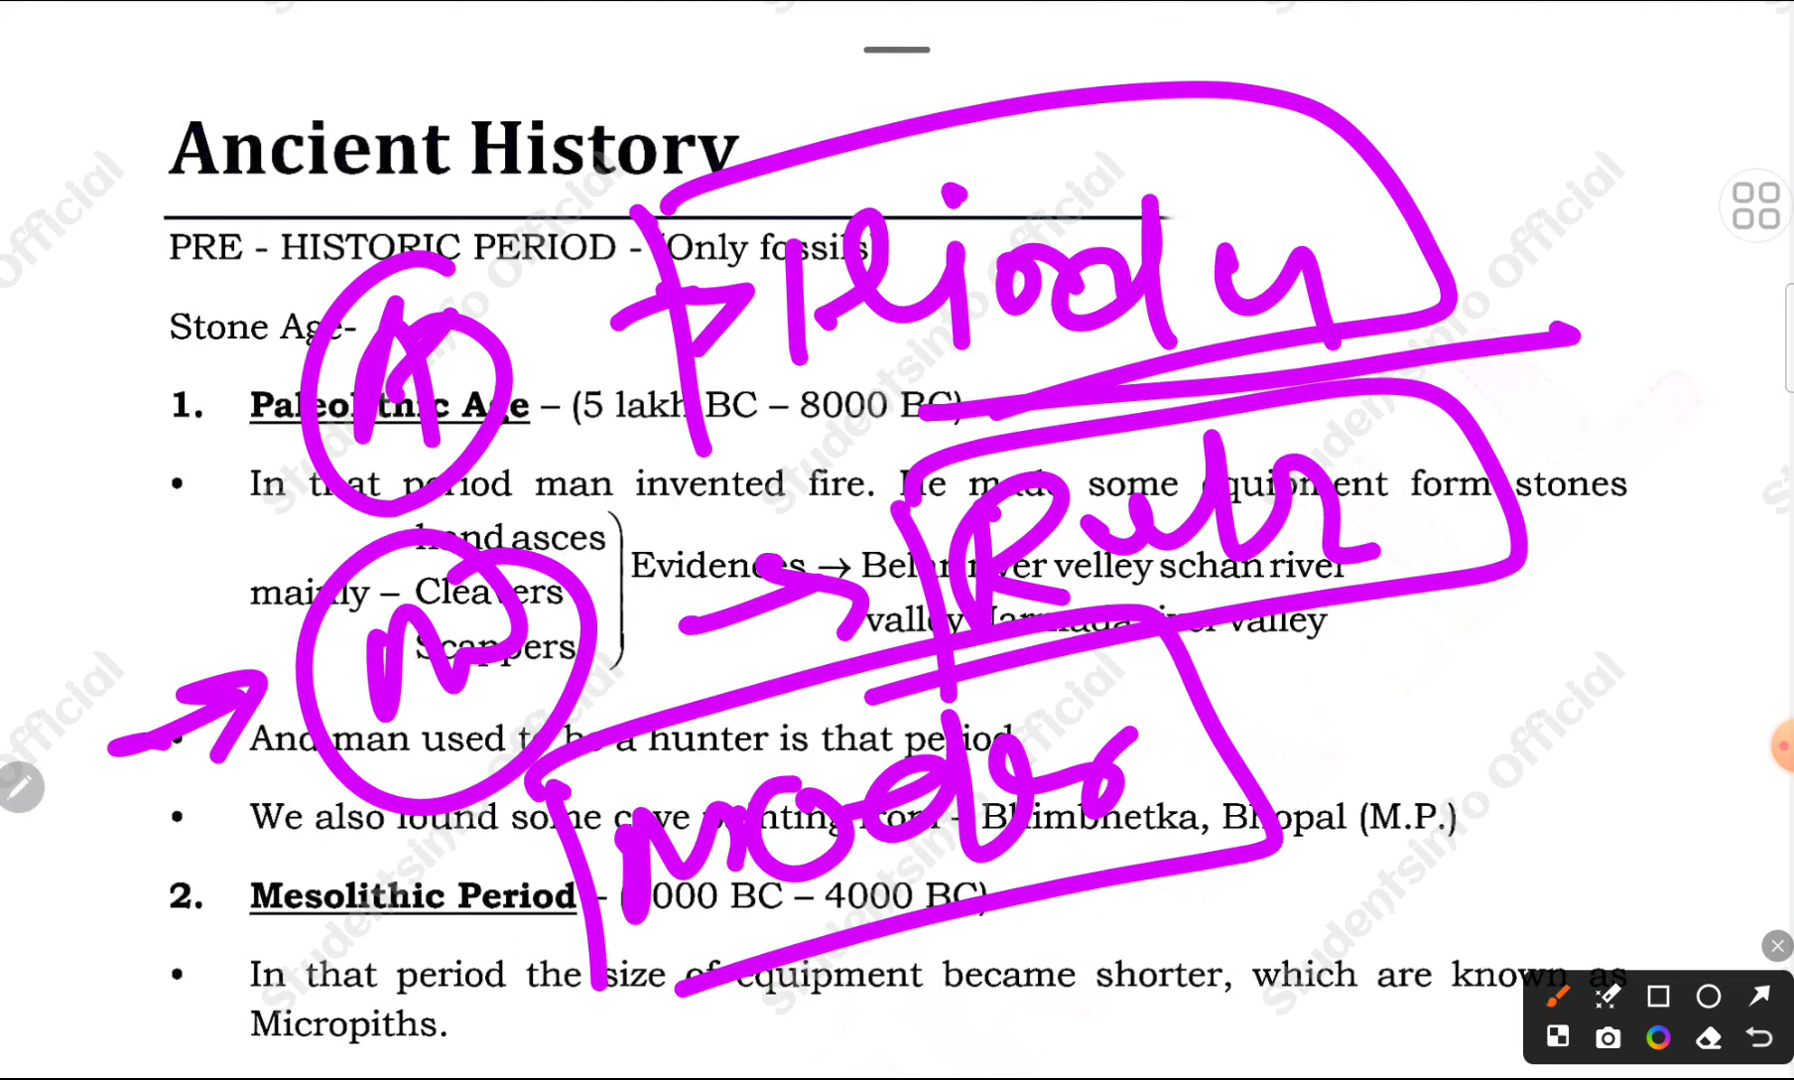 Ancient History
PRE - HISTORIC PERIOD - (Only fossils)
Stone Age-
1. Paleolithic Age – (5 lakh BC – 8000 BC)
• In that period man invented fire. He made some equipment form stones
hand asces
mainly – Cleavers
Scappers
Evidences → Belan river velley schan river
valley Narmada river valley
• And man used to be a hunter is that period
• We also found some cave painting from – Bhimbhetka, Bhopal (M.P.)
2. Mesolithic Period – (8000 BC – 4000 BC)
• In that period the size of equipment became shorter, which are known as
Micropiths.
A
M
Studentsinfo Official